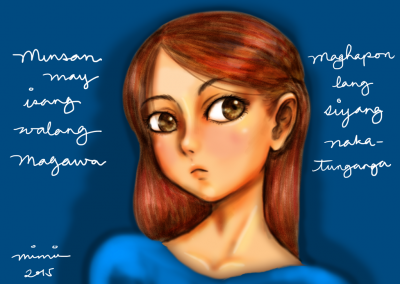 Minsan
may
isang
walang
magawa
maghapon
lang
siyang
naka-
tunganga
mimi
2015